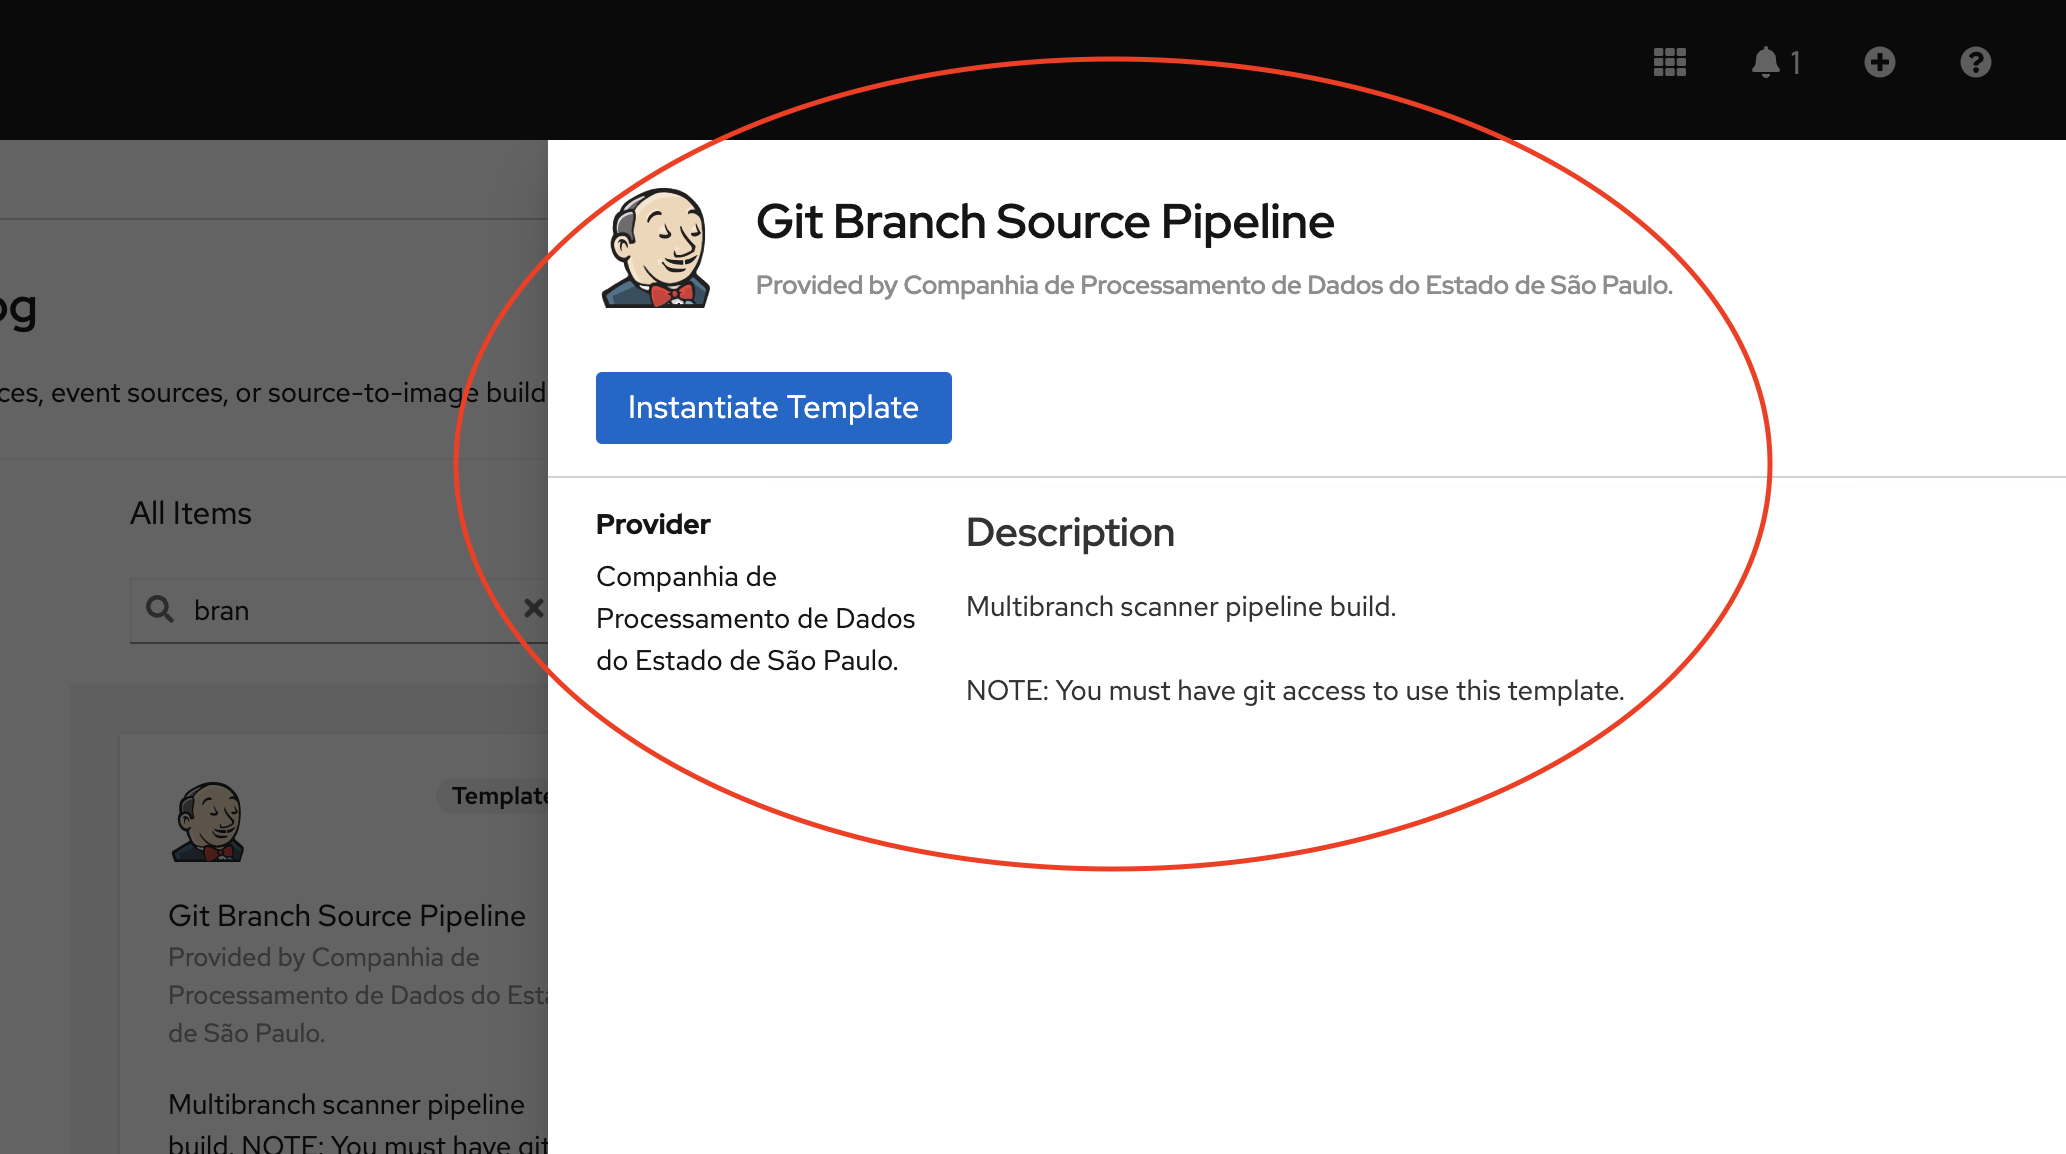 1
Git Branch Source Pipeline
Provided by Companhia de Processamento de Dados do Estado de São Paulo.
Instantiate Template
Provider
Companhia de
Processamento de Dados
do Estado de São Paulo.
Description
Multibranch scanner pipeline build.
NOTE: You must have git access to use this template.
og
ces, event sources, or source-to-image build
All Items
bran
Template
Git Branch Source Pipeline
Provided by Companhia de
Processamento de Dados do Esta
de São Paulo.
Multibranch scanner pipeline
build. NOTE: You must have git